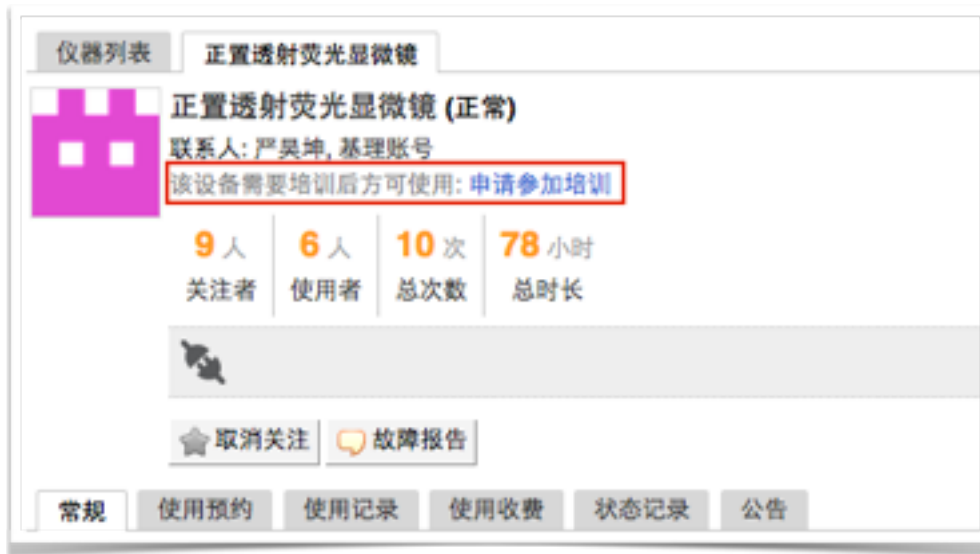 仪器列表 正置透射荧光显微镜
正置透射荧光显微镜 (正常)
联系人: 严昊坤, 基理账号
该设备需要培训后方可使用: 申请参加培训
9 人 6 人 10 次 78 小时
关注者 使用者 总次数 总时长
取消关注 故障报告
常规 使用预约 使用记录 使用收费 状态记录 公告